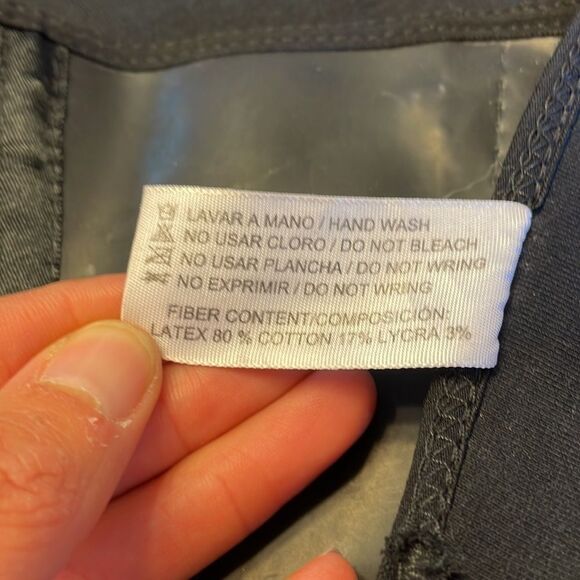 LAVAR A MANO / HAND WASH
NO USAR CLORO / DO NOT BLEACH
NO USAR PLANCHA / DO NOT WRING
NO EXPRIMIR / DO NOT WRING
FIBER CONTENT/COMPOSICIÓN:
LATEX 80 % COTTON 17% LYCRA 3%